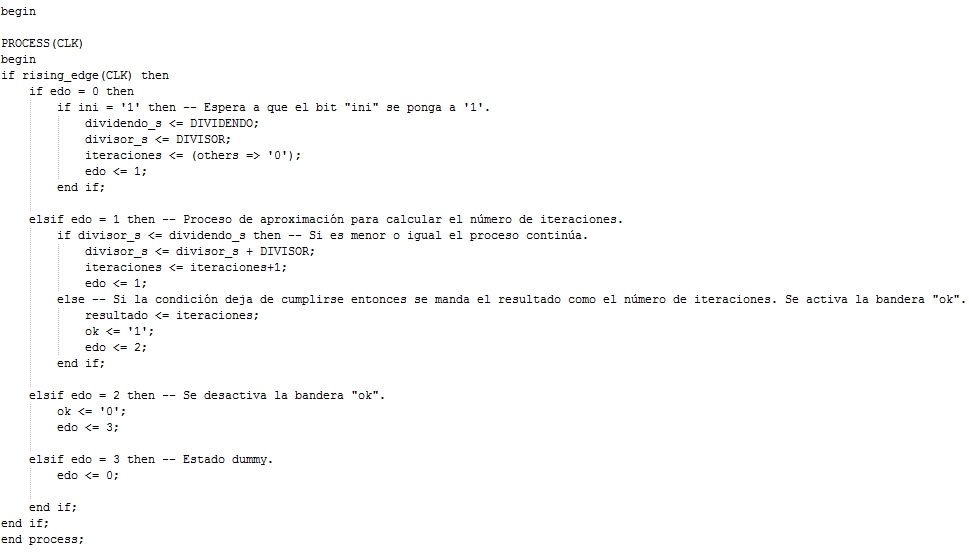 begin
PROCESS(CLK)
begin
if rising_edge(CLK) then
if edo = 0 then
if ini = '1' then -- Espera a que el bit "ini" se ponga a '1'.
dividendo_s <= DIVIDENDO;
divisor_s <= DIVISOR;
iteraciones <= (others => '0');
edo <= 1;
end if;
elsif edo = 1 then -- Proceso de aproximación para calcular el número de iteraciones.
if divisor_s <= dividendo_s then -- Si es menor o igual el proceso continúa.
divisor_s <= divisor_s + DIVISOR;
iteraciones <= iteraciones+1;
edo <= 1;
else -- Si la condición deja de cumplirse entonces se manda el resultado como el número de iteraciones. Se activa la bandera "ok".
resultado <= iteraciones;
ok <= '1';
edo <= 2;
end if;
elsif edo = 2 then -- Se desactiva la bandera "ok".
ok <= '0';
edo <= 3;
elsif edo = 3 then -- Estado dummy.
edo <= 0;
end if;
end if;
end process;